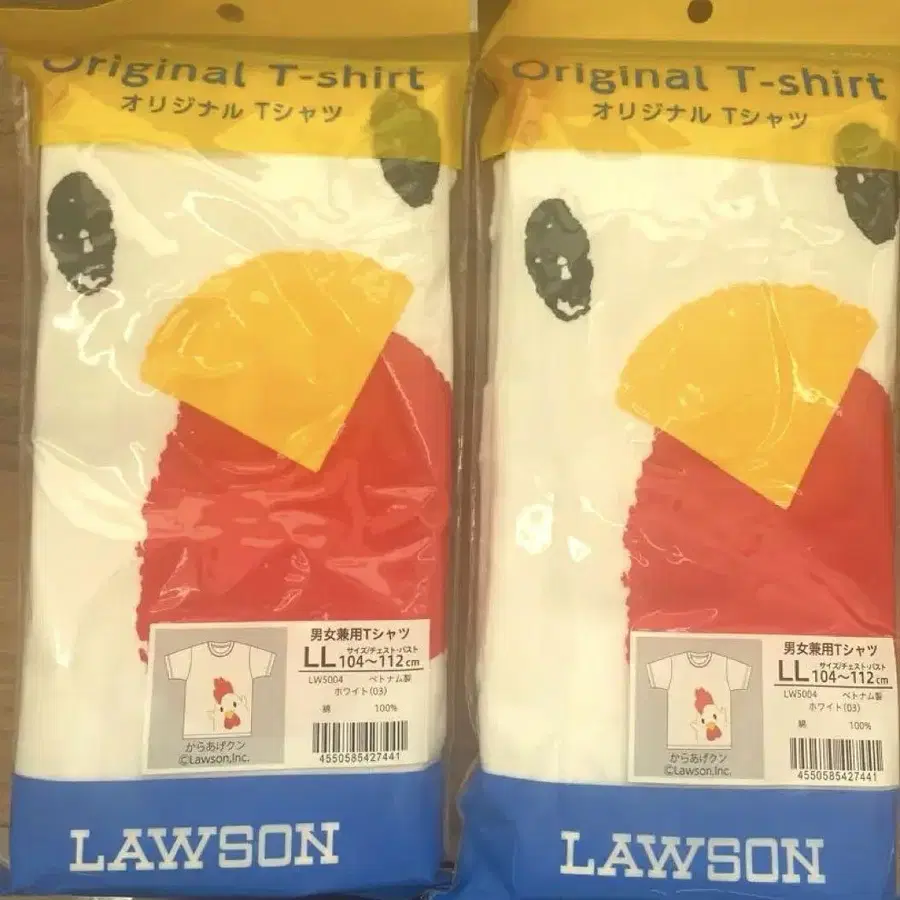 Original T-shirt
オリジナル Tシャツ
男女兼用Tシャツ
サイズ/チェスト・バスト
LL 104～112cm
LW5004 ベトナム製
ホワイト(03)
綿 100%
からあげクン
©Lawson,Inc.
4550585427441
LAWSON
Original T-shirt
オリジナル Tシャツ
男女兼用Tシャツ
サイズ/チェスト・バスト
LL 104～112cm
LW5004 ベトナム製
ホワイト(03)
綿 100%
からあげクン
©Lawson,Inc.
4550585427441
LAWSON